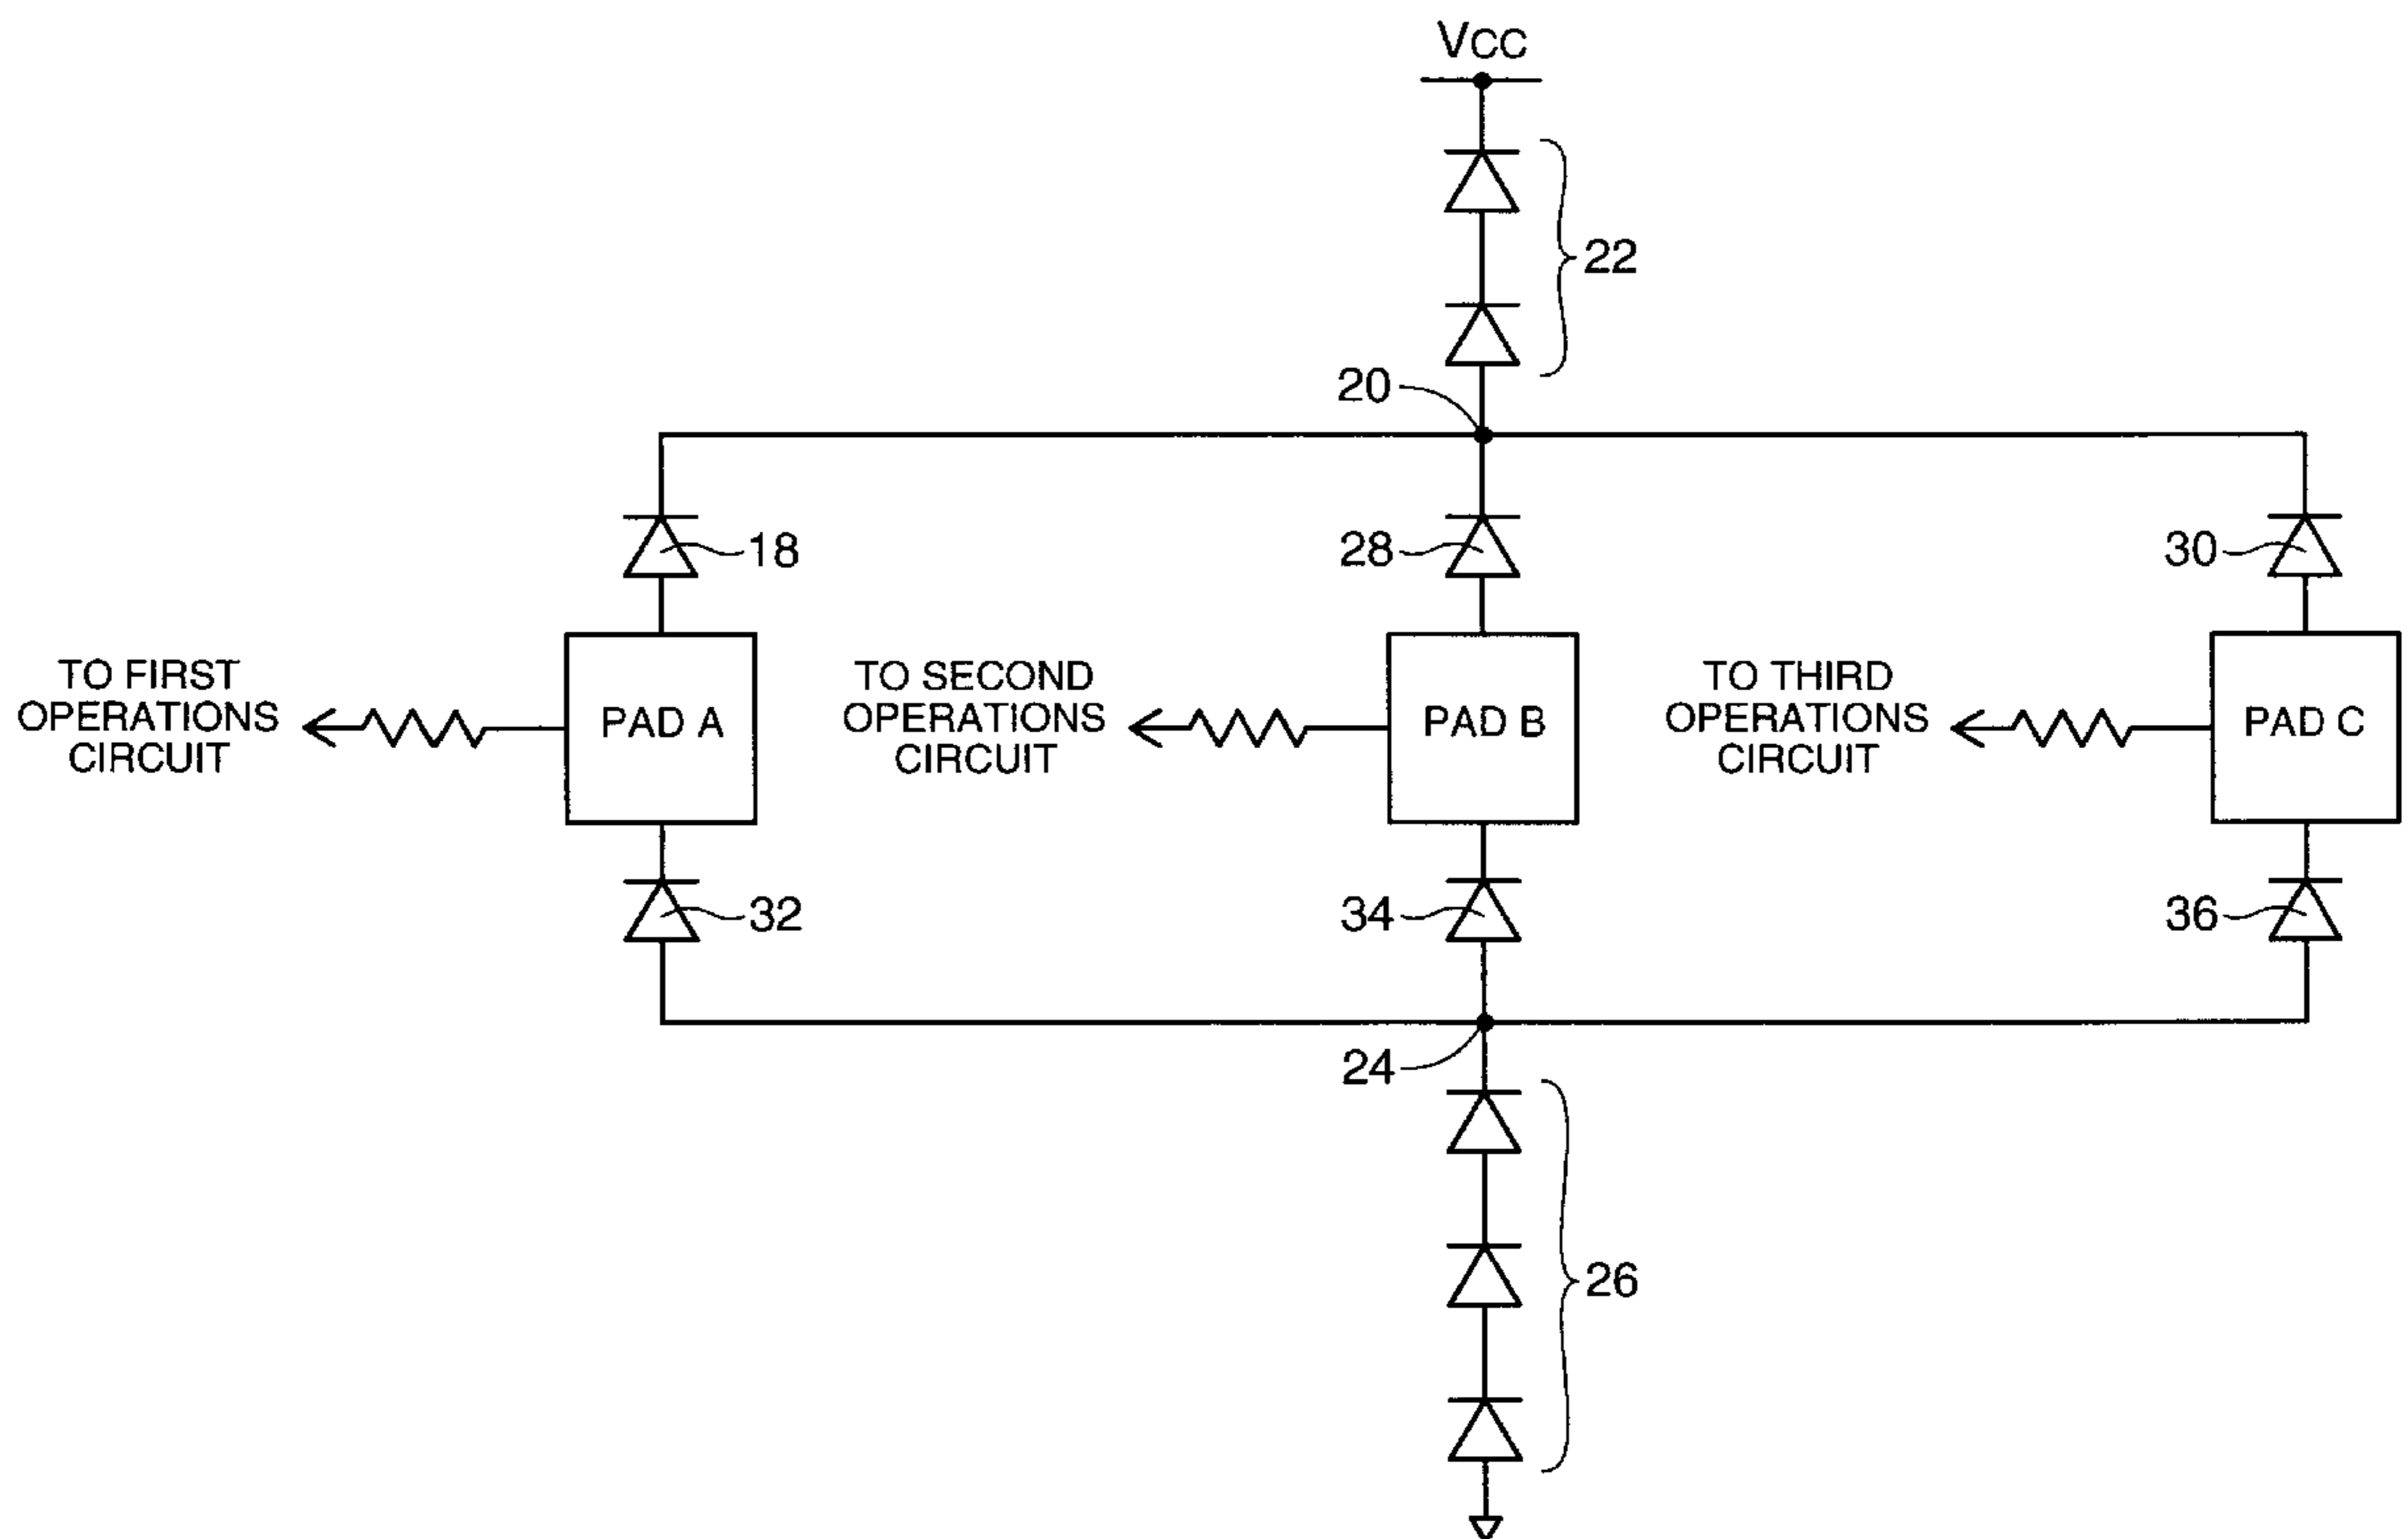 VCC
22
20
18
28
30
TO FIRST
OPERATIONS
CIRCUIT
PAD A
TO SECOND
OPERATIONS
CIRCUIT
PAD B
TO THIRD
OPERATIONS
CIRCUIT
PAD C
32
34
36
24
26